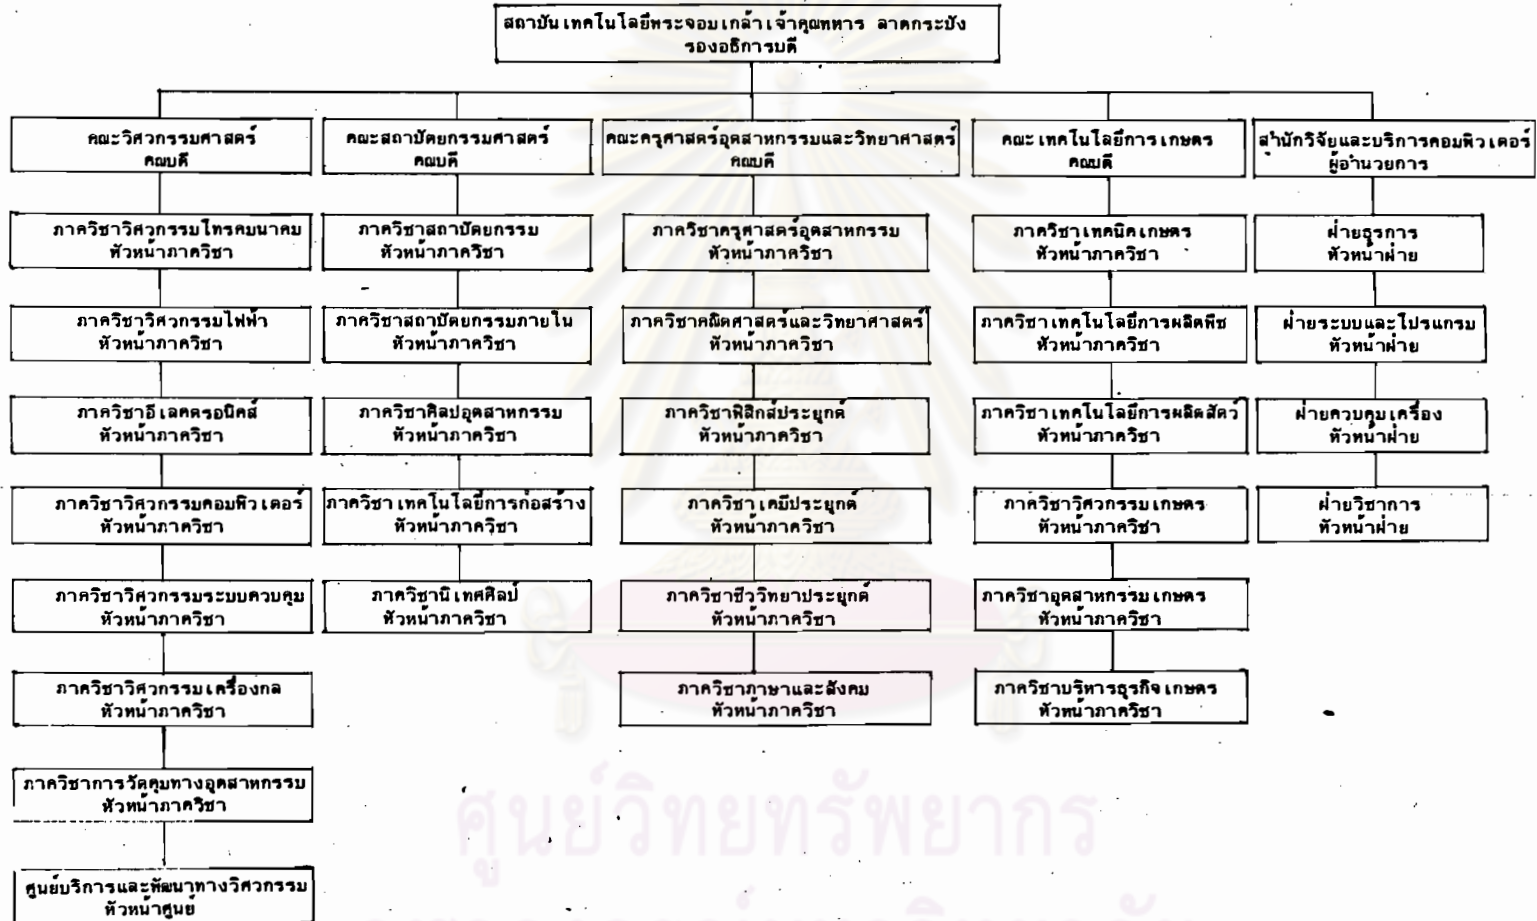 สถาบันเทคโนโลยีพระจอมเกล้าเจ้าคุณทหาร ลาดกระบัง
รองอธิการบดี
คณะวิศวกรรมศาสตร์
คณบดี
ภาควิชาวิศวกรรมโทรคมนาคม
หัวหน้าภาควิชา
ภาควิชาวิศวกรรมไฟฟ้า
หัวหน้าภาควิชา
ภาควิชาอีเลคตรอนิคส์
หัวหน้าภาควิชา
ภาควิชาวิศวกรรมคอมพิวเตอร์
หัวหน้าภาควิชา
ภาควิชาวิศวกรรมระบบควบคุม
หัวหน้าภาควิชา
ภาควิชาวิศวกรรมเครื่องกล
หัวหน้าภาควิชา
ภาควิชาการวัดคุมทางอุตสาหกรรม
หัวหน้าภาควิชา
ศูนย์บริการและพัฒนาทางวิศวกรรม
หัวหน้าศูนย์
คณะสถาปัตยกรรมศาสตร์
คณบดี
ภาควิชาสถาปัตยกรรม
หัวหน้าภาควิชา
ภาควิชาสถาปัตยกรรมภายใน
หัวหน้าภาควิชา
ภาควิชาศิลปอุตสาหกรรม
หัวหน้าภาควิชา
ภาควิชาเทคโนโลยีการก่อสร้าง
หัวหน้าภาควิชา
ภาควิชานิเทศศิลป์
หัวหน้าภาควิชา
คณะครุศาสตร์อุตสาหกรรมและวิทยาศาสตร์
คณบดี
ภาควิชาครุศาสตร์อุตสาหกรรม
หัวหน้าภาควิชา
ภาควิชาคณิตศาสตร์และวิทยาศาสตร์
หัวหน้าภาควิชา
ภาควิชาฟิสิกส์ประยุกต์
หัวหน้าภาควิชา
ภาควิชาเคมีประยุกต์
หัวหน้าภาควิชา
ภาควิชาชีววิทยาประยุกต์
หัวหน้าภาควิชา
ภาควิชาภาษาและสังคม
หัวหน้าภาควิชา
คณะเทคโนโลยีการเกษตร
คณบดี
ภาควิชาเทคนิคเกษตร
หัวหน้าภาควิชา
ภาควิชาเทคโนโลยีการผลิตพืช
หัวหน้าภาควิชา
ภาควิชาเทคโนโลยีการผลิตสัตว์
หัวหน้าภาควิชา
ภาควิชาวิศวกรรมเกษตร
หัวหน้าภาควิชา
ภาควิชาอุตสาหกรรมเกษตร
หัวหน้าภาควิชา
ภาควิชาบริหารธุรกิจเกษตร
หัวหน้าภาควิชา
สำนักวิจัยและบริการคอมพิวเตอร์
ผู้อำนวยการ
ฝ่ายธุรการ
หัวหน้าฝ่าย
ฝ่ายระบบและโปรแกรม
หัวหน้าฝ่าย
ฝ่ายควบคุมเครื่อง
หัวหน้าฝ่าย
ฝ่ายวิชาการ
หัวหน้าฝ่าย
ศูนย์วิทยทรัพยากร